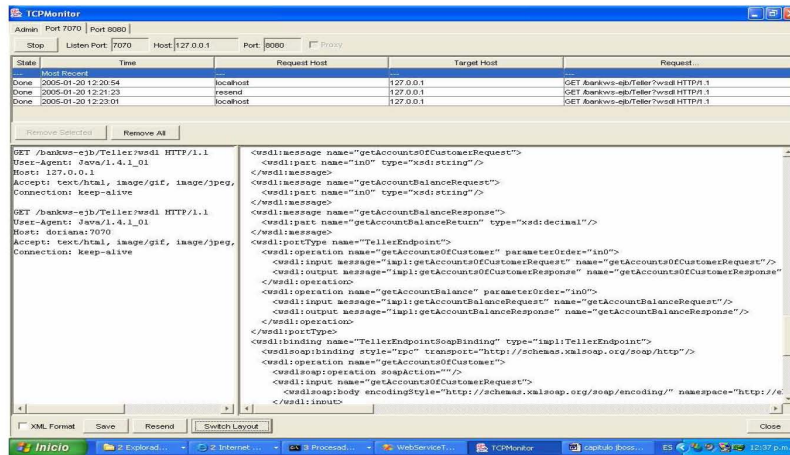 TCPMonitor
Admin Port 7070 Port 8080
Stop Listen Port: 7070 Host: 127.0.0.1 Port: 8080 Proxy
State Time Request Host Target Host Request...
--- Most Recent --- --- ---
Done 2005-01-20 12:20:54 localhost 127.0.0.1 GET /bankws-ejb/Teller?wsdl HTTP/1.1
Done 2005-01-20 12:21:23 resend 127.0.0.1 GET /bankws-ejb/Teller?wsdl HTTP/1.1
Done 2005-01-20 12:23:01 localhost 127.0.0.1 GET /bankws-ejb/Teller?wsdl HTTP/1.1
Remove Selected Remove All
GET /bankws-ejb/Teller?wsdl HTTP/1.1
User-Agent: Java/1.4.1_01
Host: 127.0.0.1
Accept: text/html, image/gif, image/jpeg,
Connection: keep-alive
GET /bankws-ejb/Teller?wsdl HTTP/1.1
User-Agent: Java/1.4.1_01
Host: doriana:7070
Accept: text/html, image/gif, image/jpeg,
Connection: keep-alive
<wsdl:message name="getAccountsOfCustomerRequest">
<wsdl:part name="in0" type="xsd:string"/>
</wsdl:message>
<wsdl:message name="getAccountBalanceRequest">
<wsdl:part name="in0" type="xsd:string"/>
</wsdl:message>
<wsdl:message name="getAccountBalanceResponse">
<wsdl:part name="getAccountBalanceReturn" type="xsd:decimal"/>
</wsdl:message>
<wsdl:portType name="TellerEndpoint">
<wsdl:operation name="getAccountsOfCustomer" parameterOrder="in0">
<wsdl:input message="impl:getAccountsOfCustomerRequest" name="getAccountsOfCustomerRequest"/>
<wsdl:output message="impl:getAccountsOfCustomerResponse" name="getAccountsOfCustomerResponse"
</wsdl:operation>
<wsdl:operation name="getAccountBalance" parameterOrder="in0">
<wsdl:input message="impl:getAccountBalanceRequest" name="getAccountBalanceRequest"/>
<wsdl:output message="impl:getAccountBalanceResponse" name="getAccountBalanceResponse"/>
</wsdl:operation>
</wsdl:portType>
<wsdl:binding name="TellerEndpointSoapBinding" type="impl:TellerEndpoint">
<wsdlsoap:binding style="rpc" transport="http://schemas.xmlsoap.org/soap/http"/>
<wsdl:operation name="getAccountsOfCustomer">
<wsdlsoap:operation soapAction=""/>
<wsdl:input name="getAccountsOfCustomerRequest">
<wsdlsoap:body encodingStyle="http://schemas.xmlsoap.org/soap/encoding/" namespace="http://e
</wsdl:input>
XML Format Save Resend Switch Layout Close
Inicio 2 Explorad... 2 Internet ... 3 Procesad... WebServiceT... TCPMonitor capitulo jboss... ES 12:37 p.m.